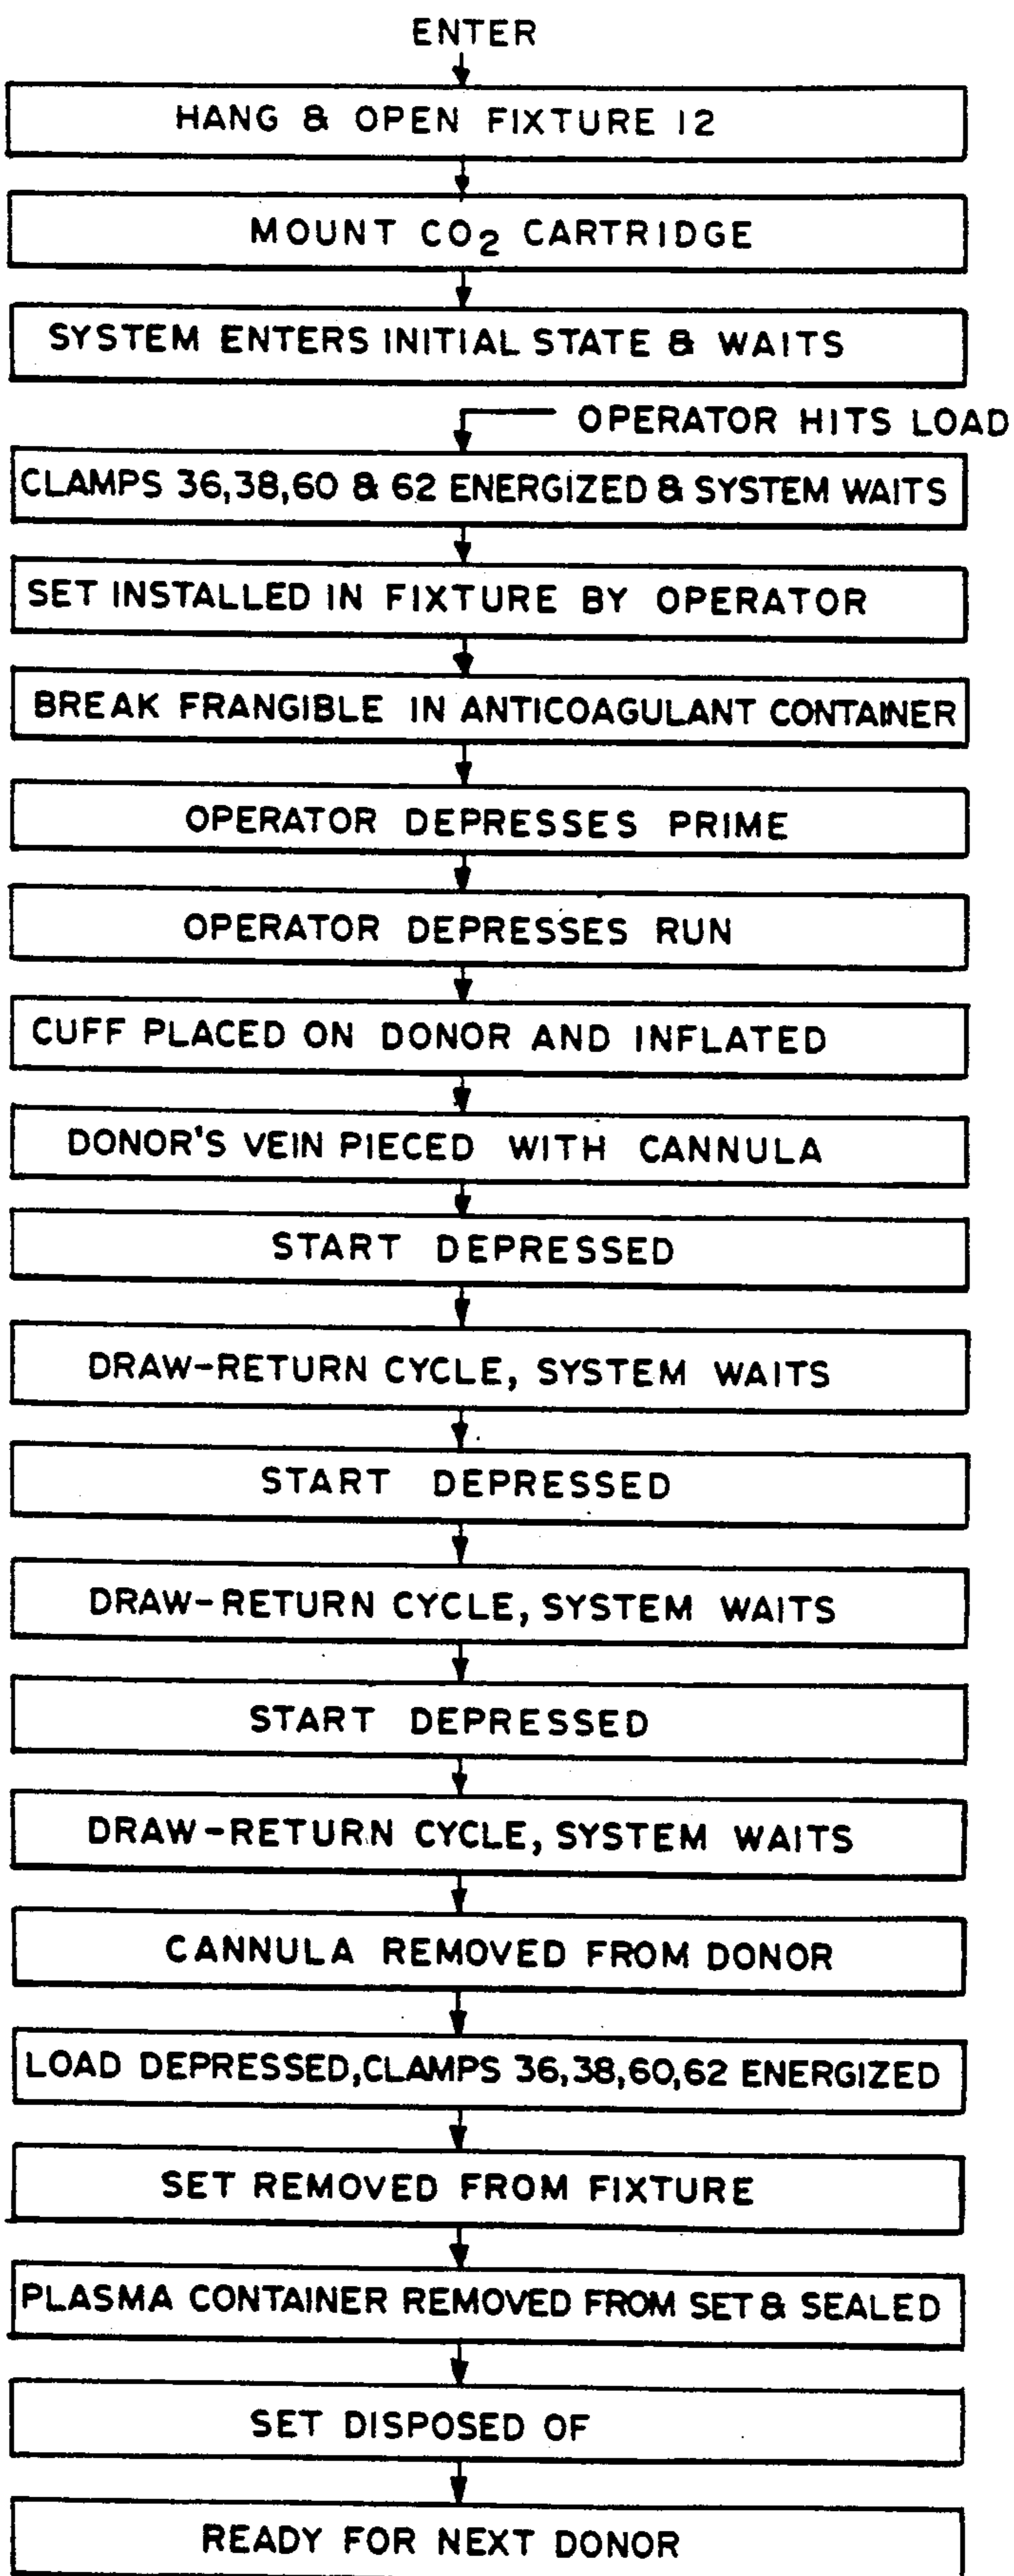 ENTER
HANG & OPEN FIXTURE 12
MOUNT CO₂ CARTRIDGE
SYSTEM ENTERS INITIAL STATE & WAITS
OPERATOR HITS LOAD
CLAMPS 36,38,60 & 62 ENERGIZED & SYSTEM WAITS
SET INSTALLED IN FIXTURE BY OPERATOR
BREAK FRANGIBLE IN ANTICOAGULANT CONTAINER
OPERATOR DEPRESSES PRIME
OPERATOR DEPRESSES RUN
CUFF PLACED ON DONOR AND INFLATED
DONOR'S VEIN PIECED WITH CANNULA
START DEPRESSED
DRAW-RETURN CYCLE, SYSTEM WAITS
START DEPRESSED
DRAW-RETURN CYCLE, SYSTEM WAITS
START DEPRESSED
DRAW-RETURN CYCLE, SYSTEM WAITS
CANNULA REMOVED FROM DONOR
LOAD DEPRESSED,CLAMPS 36,38,60,62 ENERGIZED
SET REMOVED FROM FIXTURE
PLASMA CONTAINER REMOVED FROM SET & SEALED
SET DISPOSED OF
READY FOR NEXT DONOR